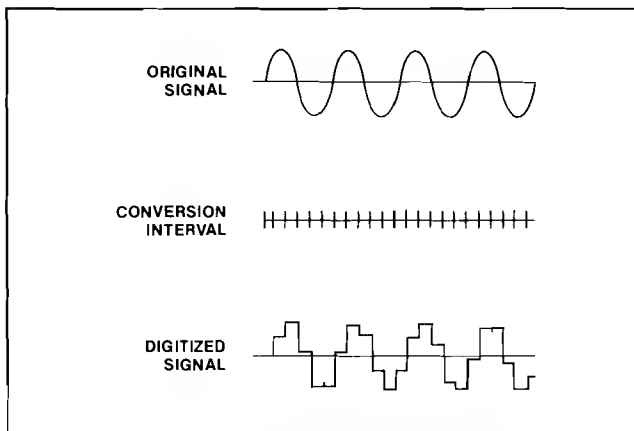 ORIGINAL
SIGNAL
CONVERSION
INTERVAL
DIGITIZED
SIGNAL